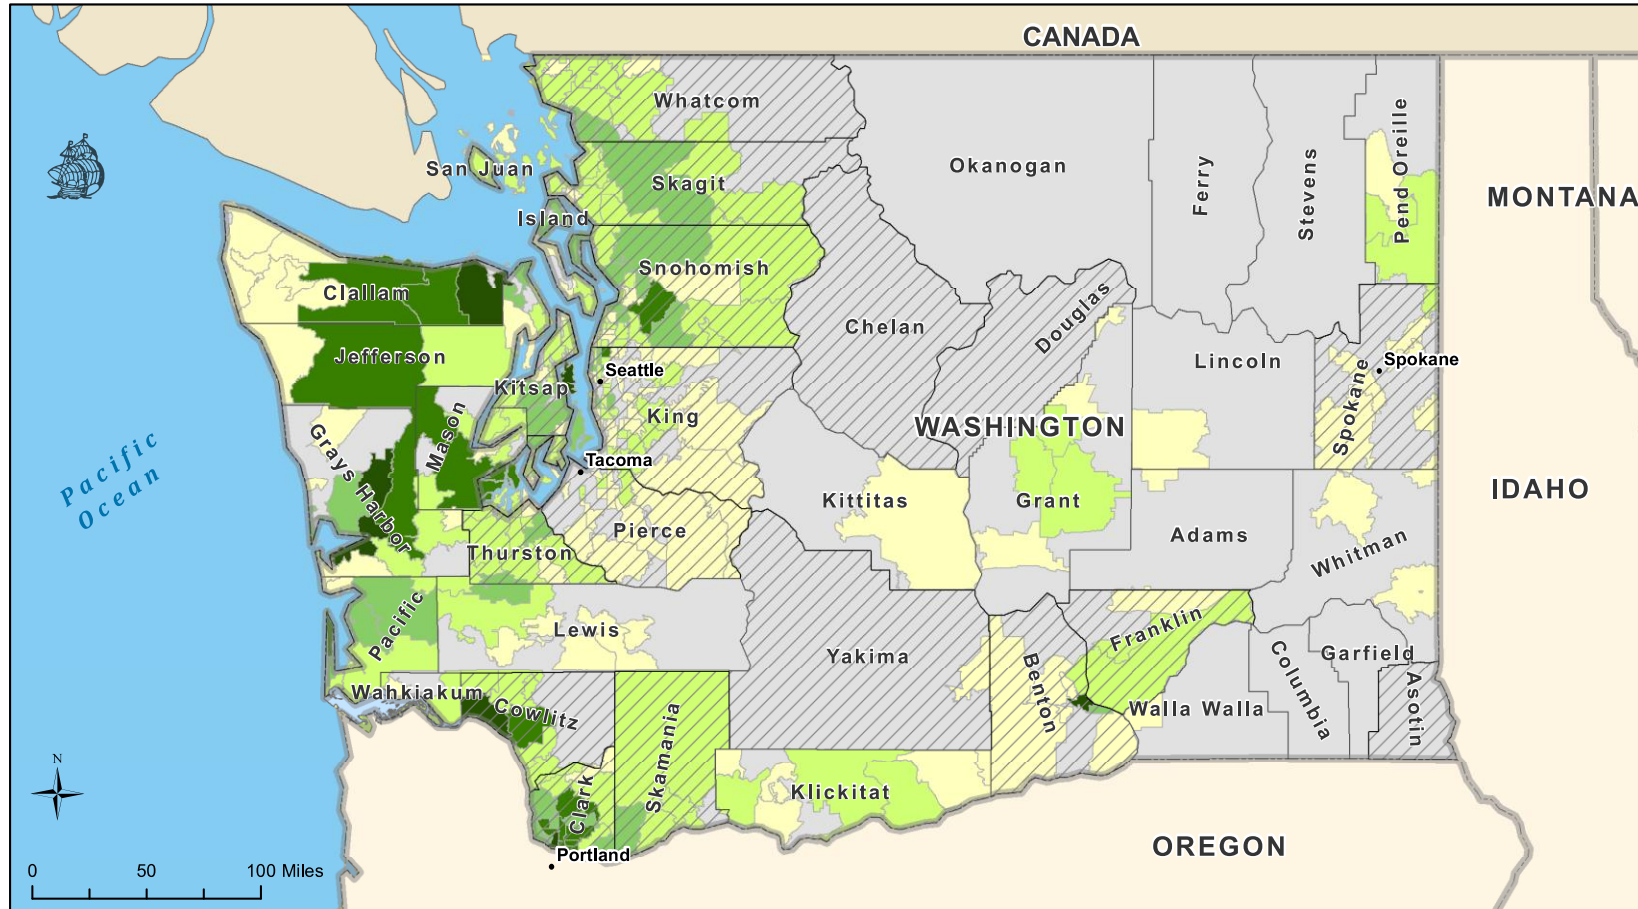 CANADA
Whatcom
San Juan
Okanogan
Ferry
Stevens
Pend Oreille
Skagit
MONTANA
Island
Snohomish
Clallam
Chelan
Douglas
Jefferson
Lincoln
Spokane
Seattle
Kitsap
King
Spokane
WASHINGTON
Grays Harbor
Mason
Pacific
Ocean
Tacoma
Kittitas
Grant
IDAHO
Pierce
Adams
Thurston
Whitman
Pacific
Lewis
Yakima
Benton
Franklin
Columbia
Garfield
Asotin
Wahkiakum
Cowlitz
Walla Walla
Skamania
Clark
Klickitat
N
Portland
OREGON
0 50 100 Miles